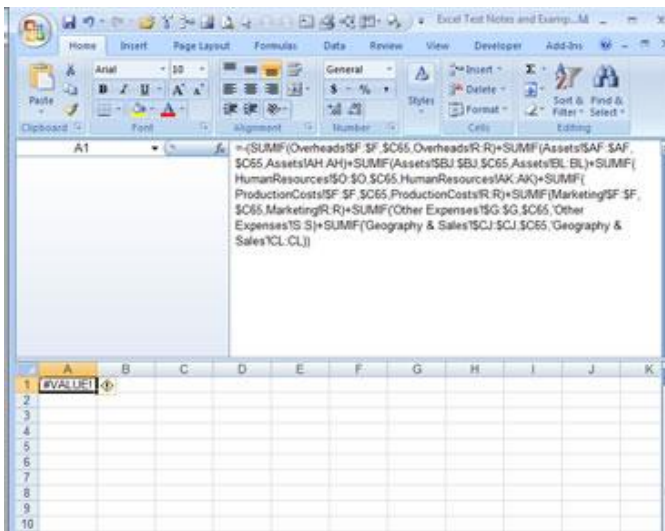 Excel Test Notes and Examp...M
Home Insert Page Layout Formulas Data Review View Developer Add-Ins
Arial 10 General Insert Σ
Paste B I U A A $ % , Styles Delete Sort & Filter Find & Select
Format
Clipboard Font Alignment Number Cells Editing
A1 fx =-(SUMIF(Overheads!$F:$F,$C65,Overheads!R:R)+SUMIF(Assets!$AF:$AF,
$C65,Assets!AH:AH)+SUMIF(Assets!$BJ:$BJ,$C65,Assets!BL:BL)+SUMIF(
HumanResources!$O:$O,$C65,HumanResources!AK:AK)+SUMIF(
ProductionCosts!$F:$F,$C65,ProductionCosts!R:R)+SUMIF(Marketing!$F:$F,
$C65,Marketing!R:R)+SUMIF('Other Expenses'!$G:$G,$C65,'Other
Expenses'!S:S)+SUMIF('Geography & Sales'!$CJ:$CJ,$C65,'Geography &
Sales'!CL:CL))
A B C D E F G H I J K
1 #VALUE!
2
3
4
5
6
7
8
9
10